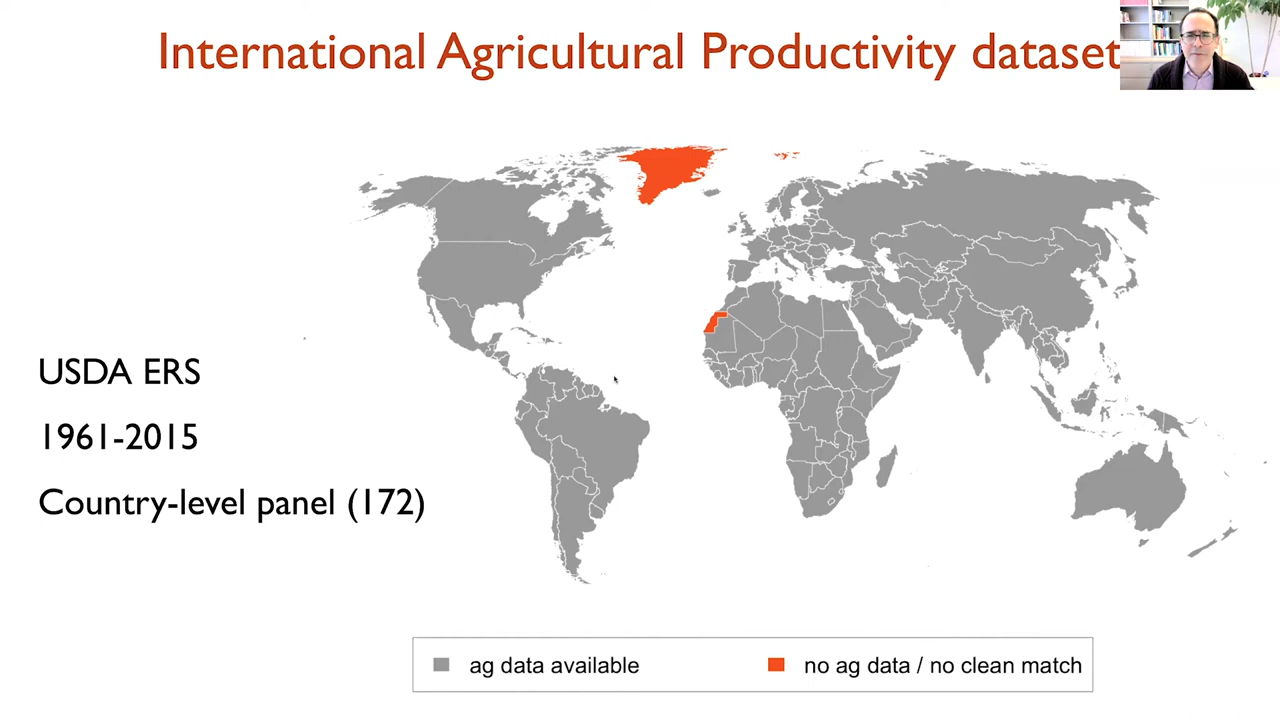 International Agricultural Productivity dataset
USDA ERS
1961-2015
Country-level panel (172)
ag data available
no ag data / no clean match